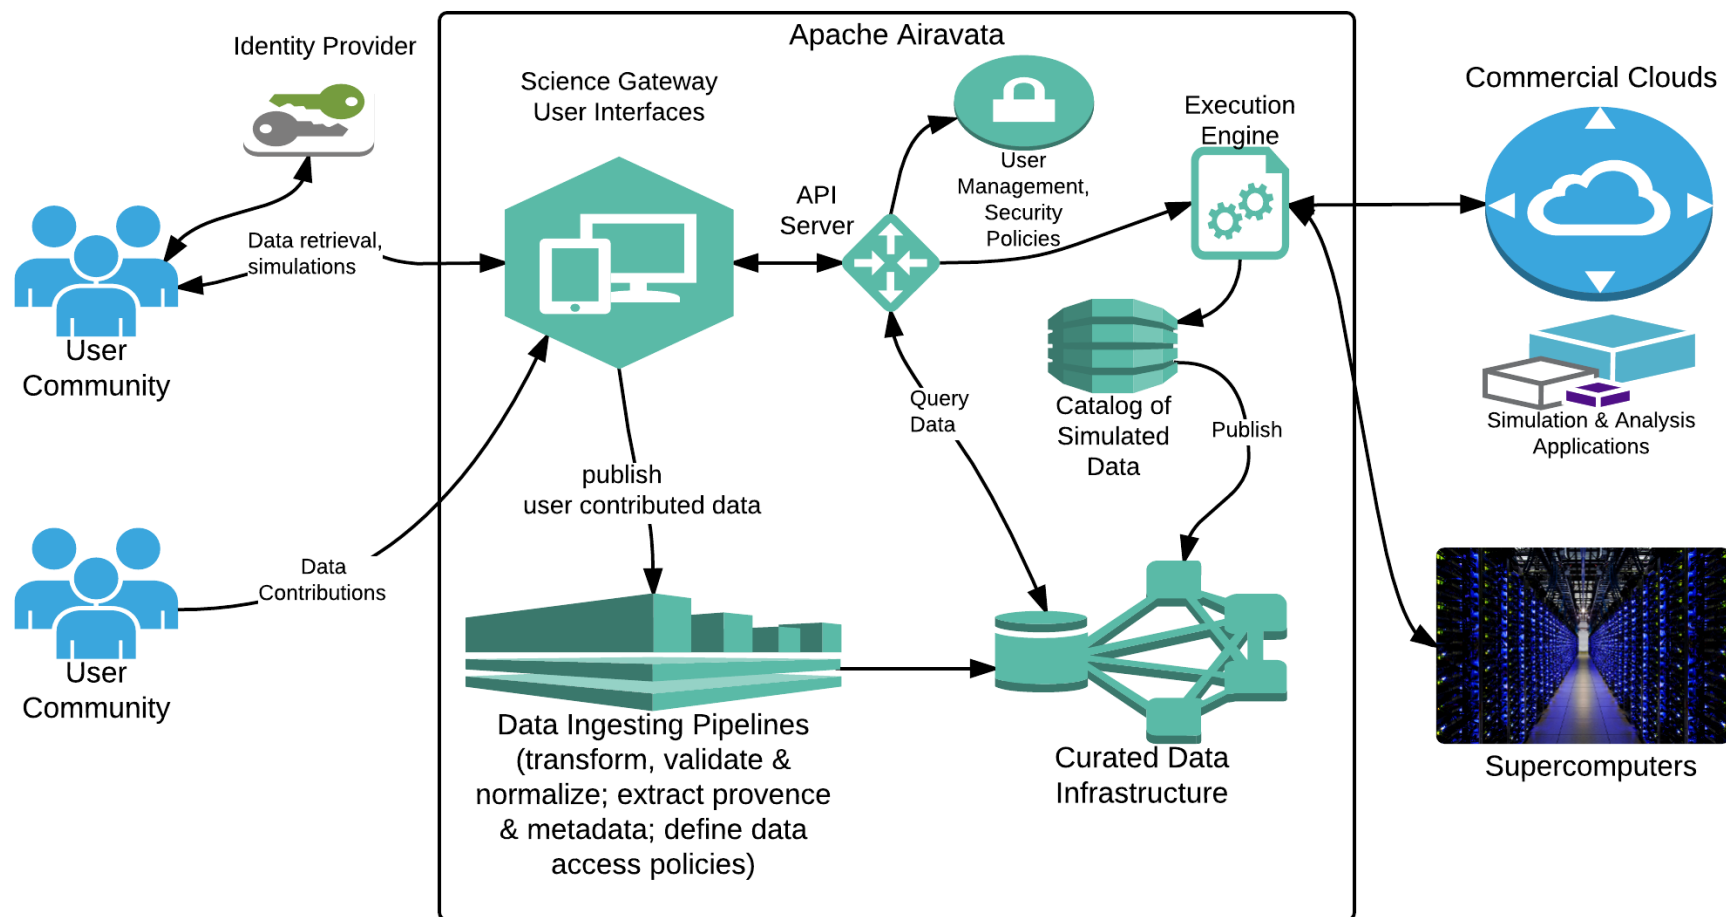 Apache Airavata
Identity Provider
Science Gateway
User Interfaces
Execution
Engine
Commercial Clouds
User
Management,
Security
Policies
API
Server
Data retrieval,
simulations
User
Community
Query
Data
Catalog of
Simulated
Data
Publish
Simulation & Analysis
Applications
publish
user contributed data
Data
Contributions
User
Community
Data Ingesting Pipelines
(transform, validate &
normalize; extract provence
& metadata; define data
access policies)
Curated Data
Infrastructure
Supercomputers